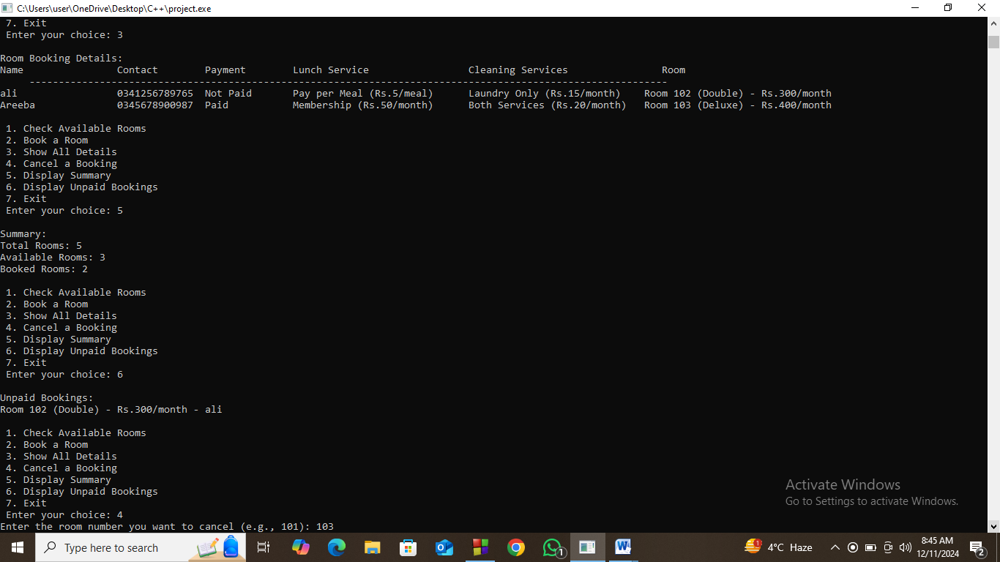 C:\Users\user\OneDrive\Desktop\C++\project.exe
7. Exit
Enter your choice: 3
Room Booking Details:
Name Contact Payment Lunch Service Cleaning Services Room
-------------------------------------------------------------------------------------------------------------
ali 0341256789765 Not Paid Pay per Meal (Rs.5/meal) Laundry Only (Rs.15/month) Room 102 (Double) - Rs.300/month
Areeba 0345678900987 Paid Membership (Rs.50/month) Both Services (Rs.20/month) Room 103 (Deluxe) - Rs.400/month
1. Check Available Rooms
2. Book a Room
3. Show All Details
4. Cancel a Booking
5. Display Summary
6. Display Unpaid Bookings
7. Exit
Enter your choice: 5
Summary:
Total Rooms: 5
Available Rooms: 3
Booked Rooms: 2
1. Check Available Rooms
2. Book a Room
3. Show All Details
4. Cancel a Booking
5. Display Summary
6. Display Unpaid Bookings
7. Exit
Enter your choice: 6
Unpaid Bookings:
Room 102 (Double) - Rs.300/month - ali
1. Check Available Rooms
2. Book a Room
3. Show All Details
4. Cancel a Booking
5. Display Summary
6. Display Unpaid Bookings
7. Exit
Enter your choice: 4
Enter the room number you want to cancel (e.g., 101): 103
Activate Windows
Go to Settings to activate Windows.
Type here to search
1
W
1
4°C Haze
8:45 AM
12/11/2024
2